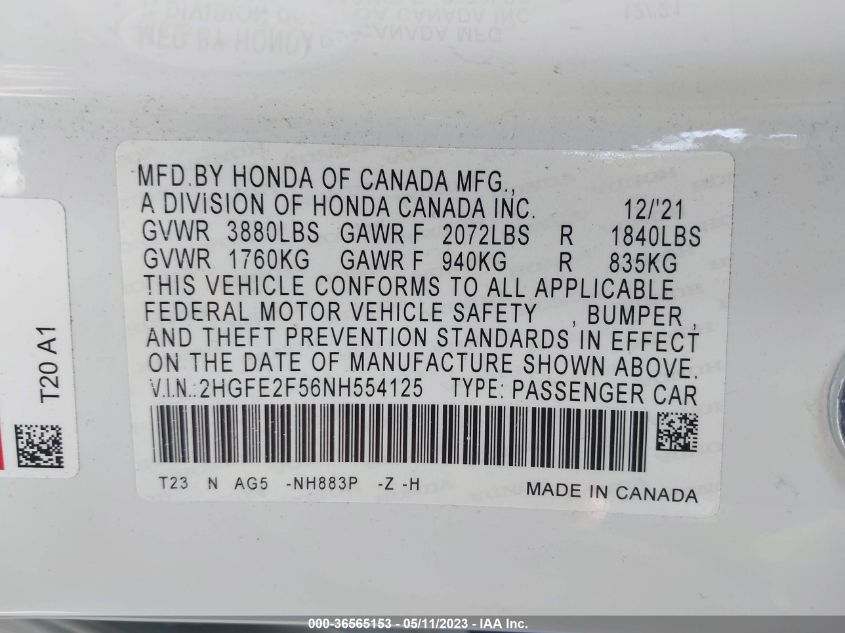 MFD.BY HONDA OF CANADA MFG.,
A DIVISION OF HONDA CANADA INC. 12/'21
GVWR 3880LBS GAWR F 2072LBS R 1840LBS
GVWR 1760KG GAWR F 940KG R 835KG
THIS VEHICLE CONFORMS TO ALL APPLICABLE
FEDERAL MOTOR VEHICLE SAFETY , BUMPER ,
AND THEFT PREVENTION STANDARDS IN EFFECT
ON THE DATE OF MANUFACTURE SHOWN ABOVE.
V.I.N.:2HGFE2F56NH554125 TYPE: PASSENGER CAR
T23 N AG5 -NH883P -Z -H
MADE IN CANADA
T20 A1
000-36565153 - 05/11/2023 - IAA Inc.